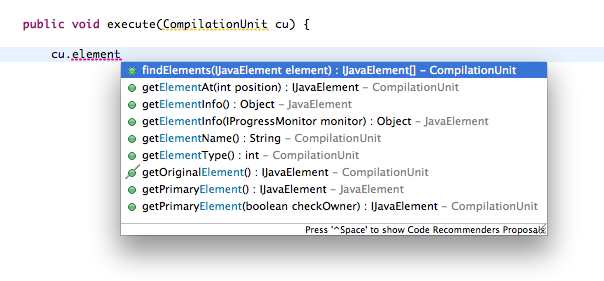 public void execute(CompilationUnit cu) {
cu.element
findElements(IJavaElement element) : IJavaElement[] – CompilationUnit
getElementAt(int position) : IJavaElement – CompilationUnit
getElementInfo() : Object – JavaElement
getElementInfo(IProgressMonitor monitor) : Object – JavaElement
getElementName() : String – CompilationUnit
getElementType() : int – CompilationUnit
getOriginalElement() : IJavaElement – CompilationUnit
getPrimaryElement() : IJavaElement – JavaElement
getPrimaryElement(boolean checkOwner) : IJavaElement – CompilationUnit
Press '^Space' to show Code Recommenders Proposals